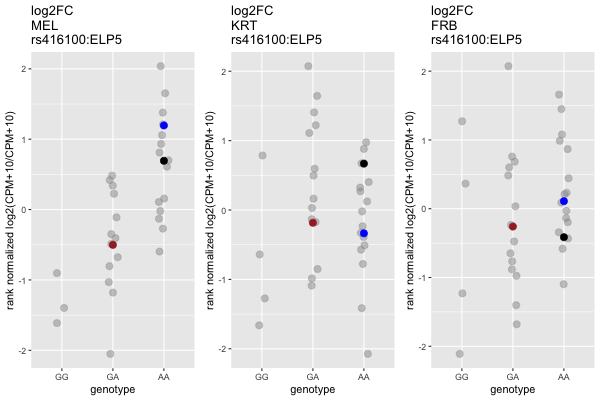 log2FC
MEL
rs416100:ELP5
rank normalized log2(CPM+10/CPM+10)
2
1
0
-1
-2
GG
GA
AA
genotype
log2FC
KRT
rs416100:ELP5
rank normalized log2(CPM+10/CPM+10)
2
1
0
-1
-2
GG
GA
AA
genotype
log2FC
FRB
rs416100:ELP5
rank normalized log2(CPM+10/CPM+10)
2
1
0
-1
-2
GG
GA
AA
genotype